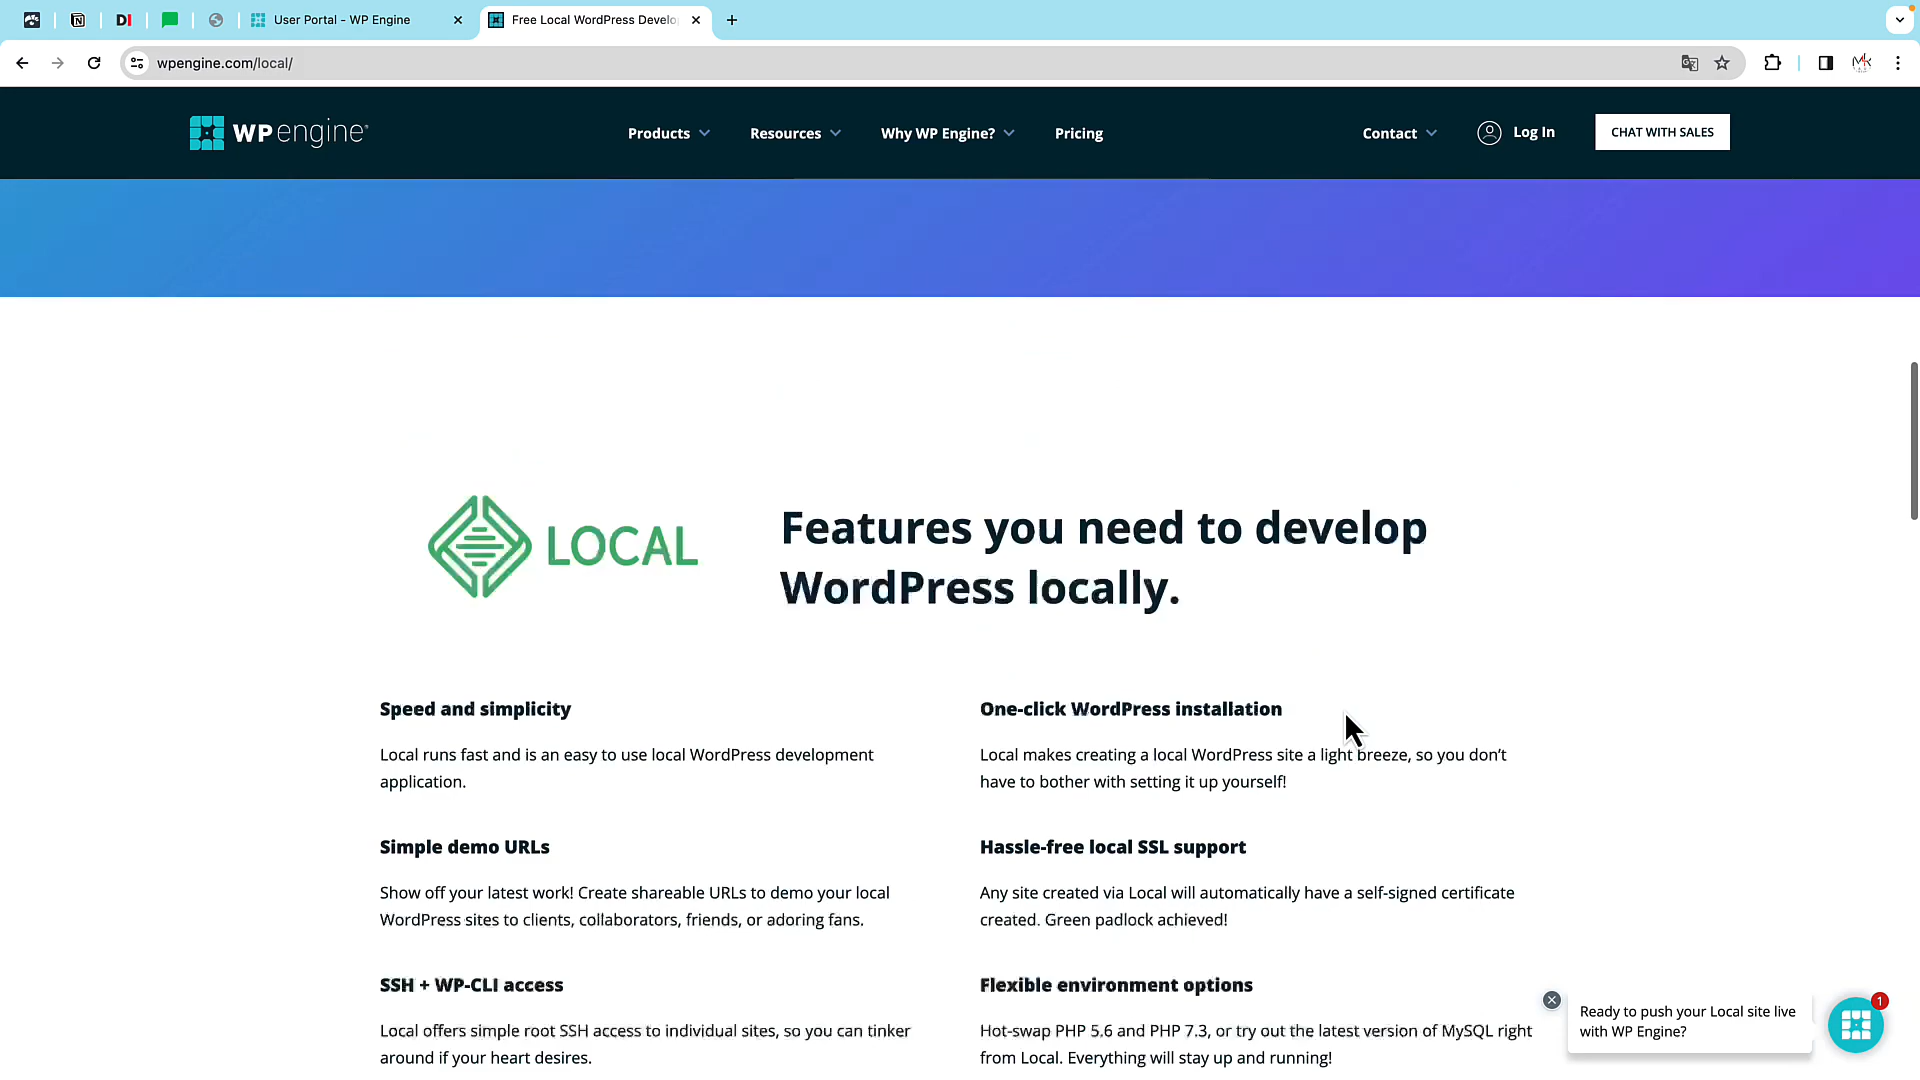 DI
User Portal - WP Engine
Free Local WordPress Develo
wpengine.com/local/
MK
WP engine®
Products
Resources
Why WP Engine?
Pricing
Contact
Log In
CHAT WITH SALES
LOCAL
Features you need to develop
WordPress locally.
Speed and simplicity
Local runs fast and is an easy to use local WordPress development
application.
One-click WordPress installation
Local makes creating a local WordPress site a light breeze, so you don’t
have to bother with setting it up yourself!
Simple demo URLs
Show off your latest work! Create shareable URLs to demo your local
WordPress sites to clients, collaborators, friends, or adoring fans.
Hassle-free local SSL support
Any site created via Local will automatically have a self-signed certificate
created. Green padlock achieved!
SSH + WP-CLI access
Local offers simple root SSH access to individual sites, so you can tinker
around if your heart desires.
Flexible environment options
Hot-swap PHP 5.6 and PHP 7.3, or try out the latest version of MySQL right
from Local. Everything will stay up and running!
Ready to push your Local site live
with WP Engine?
1